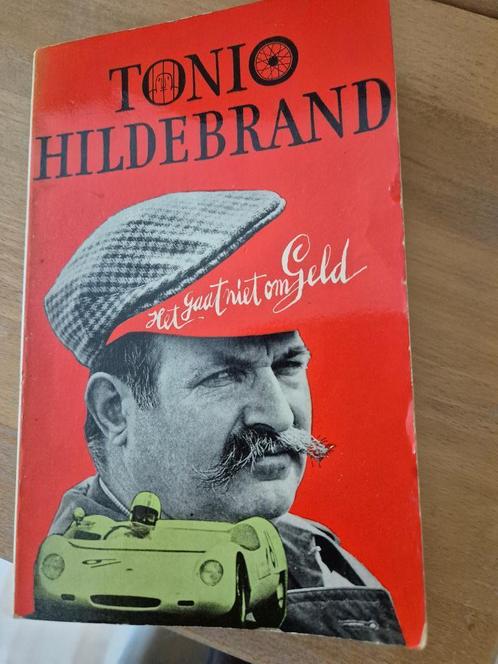 TONIO
HILDEBRAND
Het gaat niet om Geld